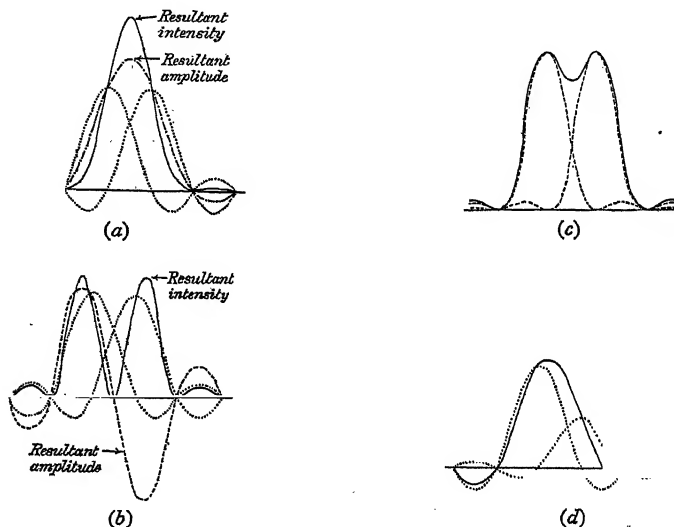 Resultant
intensity
Resultant
amplitude
(a)
(c)
Resultant
intensity
Resultant
amplitude
(b)
(d)